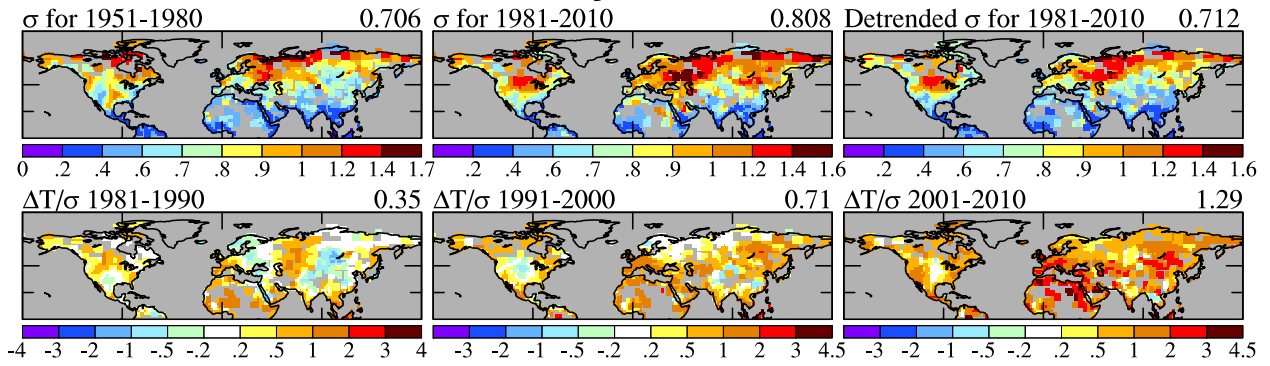 σ for 1951-1980 0.706
σ for 1981-2010 0.808
Detrended σ for 1981-2010 0.712
0 .2 .4 .6 .7 .8 .9 1 1.2 1.4 1.7
.2 .4 .6 .7 .8 .9 1 1.2 1.4 1.6
.2 .4 .6 .7 .8 .9 1 1.2 1.4 1.6
ΔT/σ 1981-1990 0.35
ΔT/σ 1991-2000 0.71
ΔT/σ 2001-2010 1.29
-4 -3 -2 -1 -.5 -.2 .2 .5 1 2 3 4
-3 -2 -1 -.5 -.2 .2 .5 1 2 3 4.5
-3 -2 -1 -.5 -.2 .2 .5 1 2 3 4.5